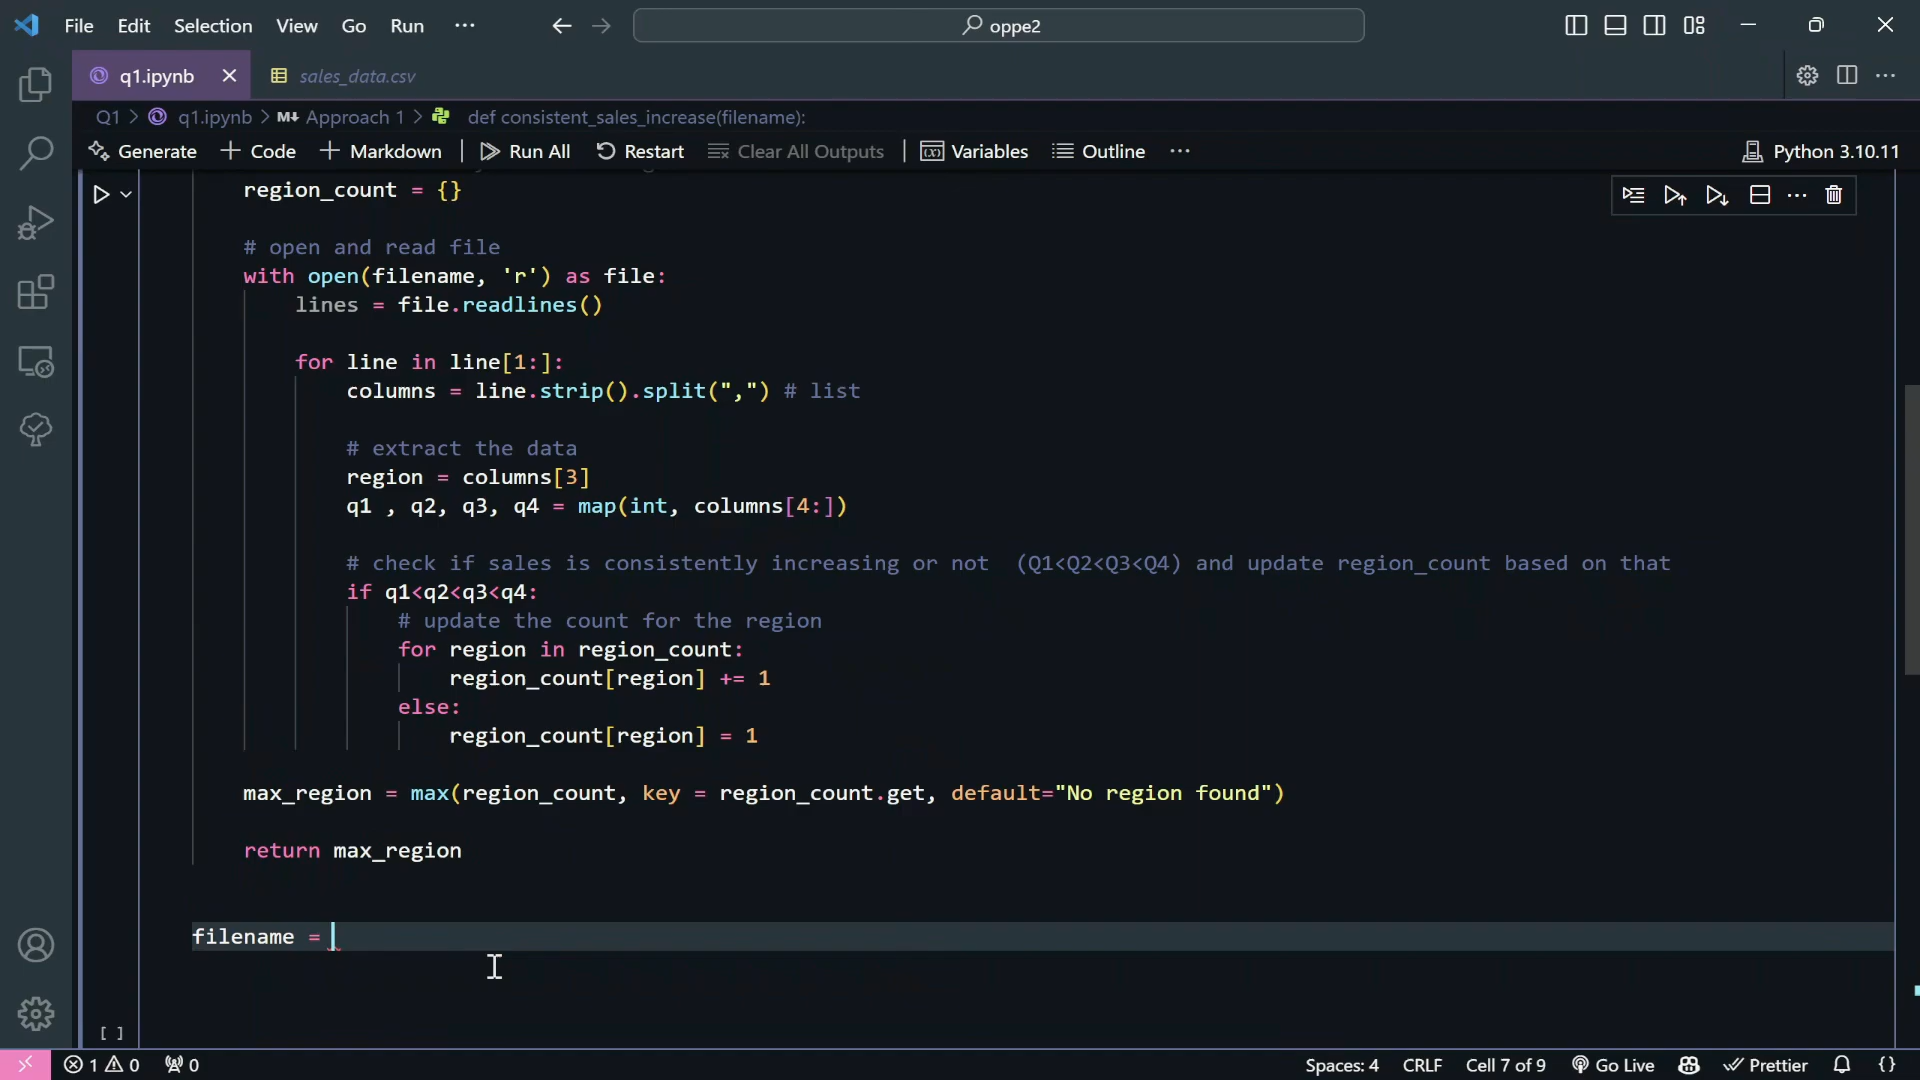 File Edit Selection View Go Run ··· oppe2
q1.ipynb sales_data.csv
Q1 > q1.ipynb > M↓ Approach 1 > def consistent_sales_increase(filename):
Generate + Code + Markdown | Run All Restart Clear All Outputs | Variables Outline ··· Python 3.10.11
region_count = {}
# open and read file
with open(filename, 'r') as file:
lines = file.readlines()
for line in line[1:]:
columns = line.strip().split(",") # list
# extract the data
region = columns[3]
q1 , q2, q3, q4 = map(int, columns[4:])
# check if sales is consistently increasing or not  (Q1<Q2<Q3<Q4) and update region_count based on that
if q1<q2<q3<q4:
# update the count for the region
for region in region_count:
region_count[region] += 1
else:
region_count[region] = 1
max_region = max(region_count, key = region_count.get, default="No region found")
return max_region
filename =
[ ]
1 0 0 Spaces: 4 CRLF Cell 7 of 9 Go Live Prettier {}